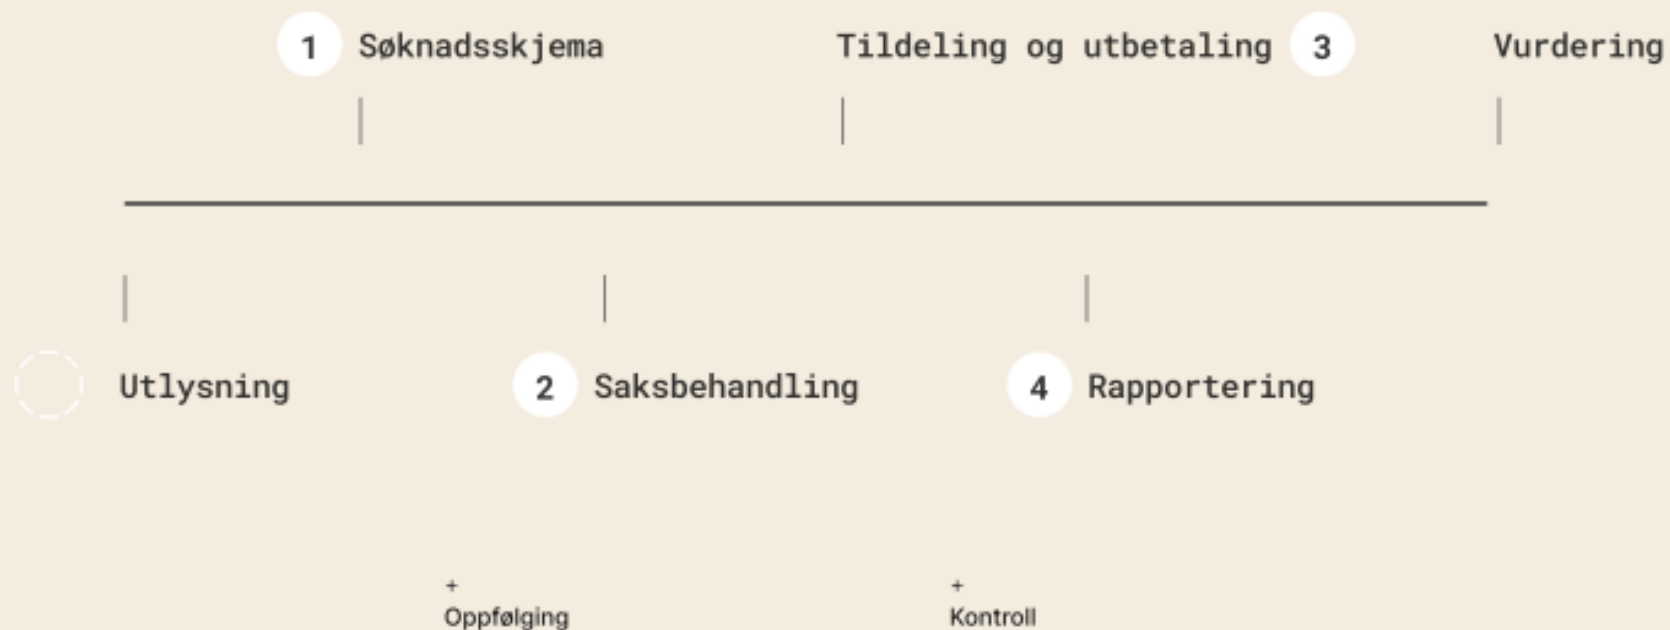 1 Søknadsskjema
Tildeling og utbetaling 3
Vurdering
Utlysning
2 Saksbehandling
4 Rapportering
+
Oppfølging
+
Kontroll